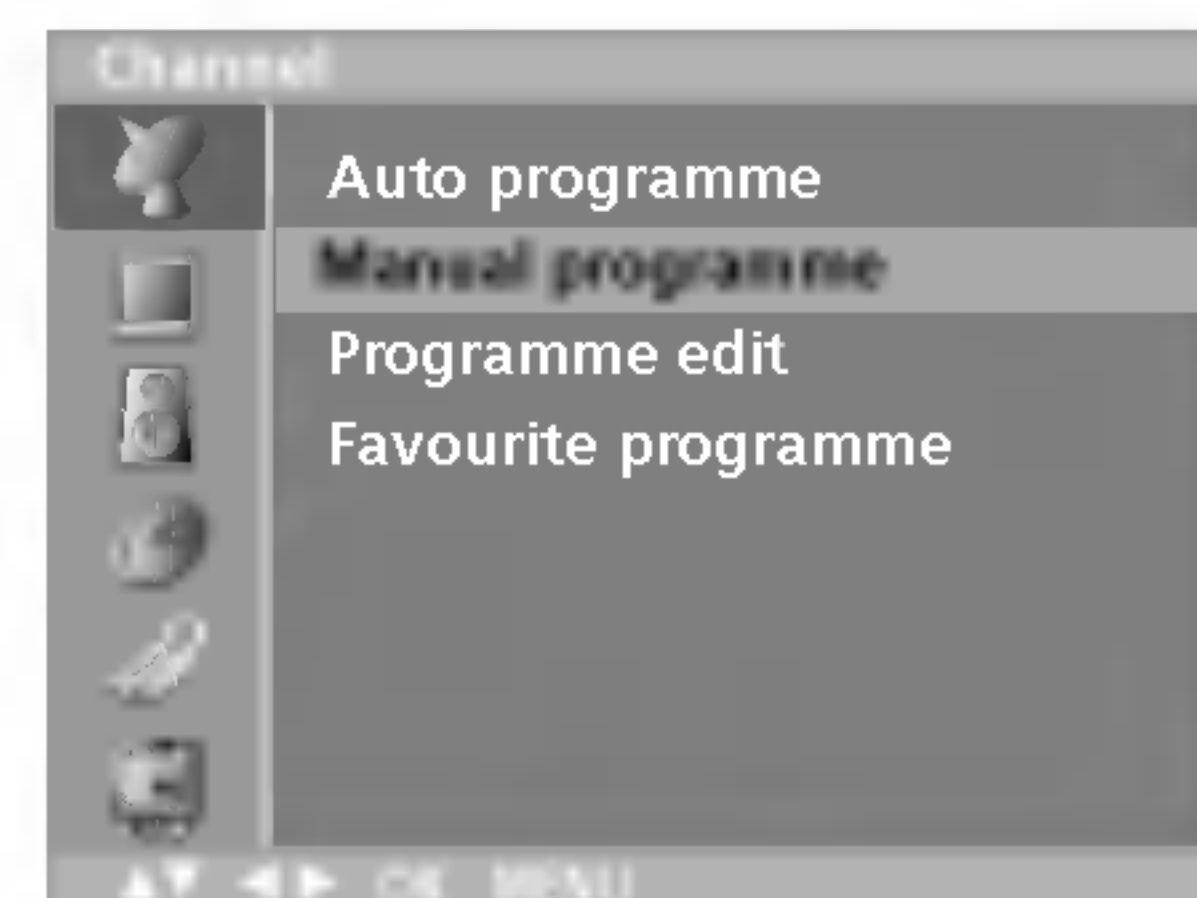 Channel
Auto programme
Manual programme
Programme edit
Favourite programme
▲▼ ◀ ▶ OK MENU